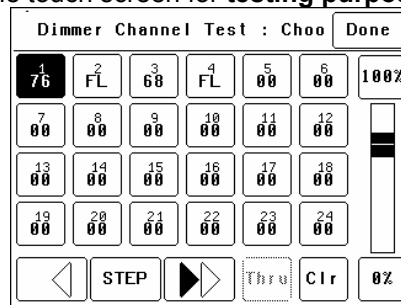 e touch screen for testing purpo
Dimmer Channel Test : Choo Done
1 2 3 4 5 6
76 FL 68 FL 00 00 100%
7 8 9 10 11 12
00 00 00 00 00 00
13 14 15 16 17 18
00 00 00 00 00 00
19 20 21 22 23 24
00 00 00 00 00 00
STEP Thru Clr 0%